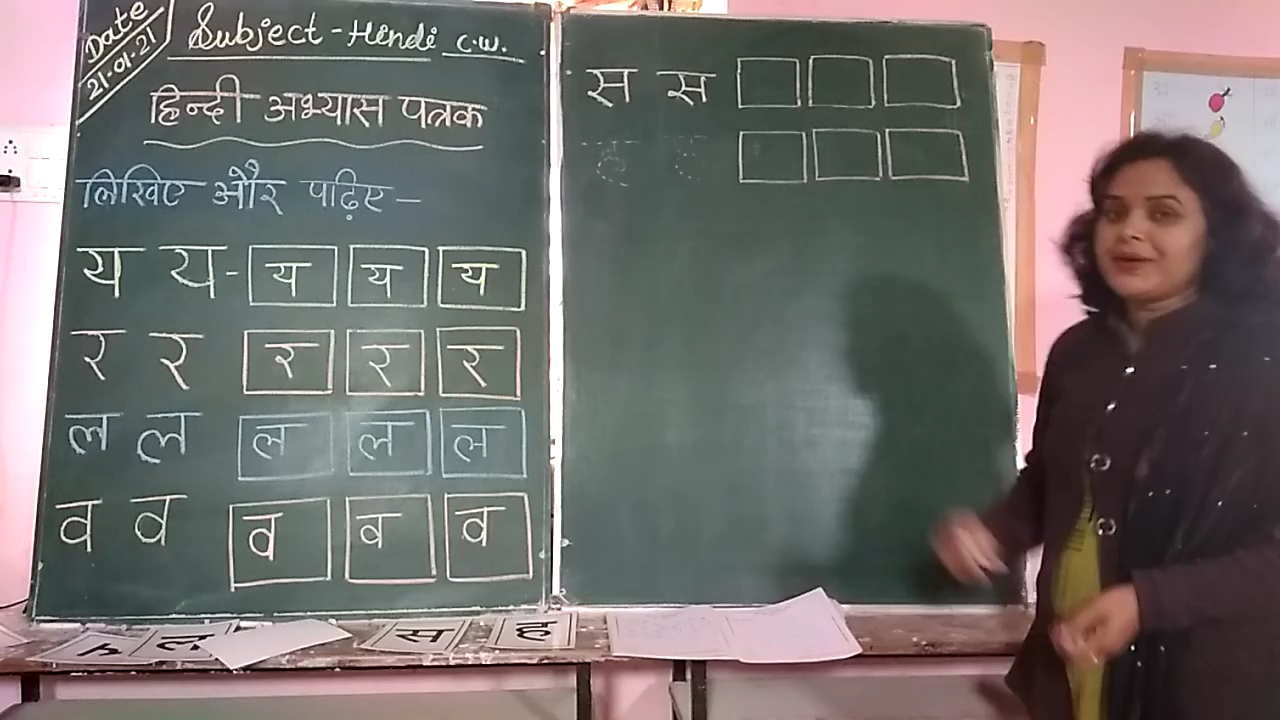 Date
21-01-21
Subject - Hindi C.W.
हिन्दी अभ्यास पत्रक
लिखिए और पढ़िए –
य य - य य य
र र र र र
ल ल ल ल ल
व व व व व
स स
ह ह
र ल स ह